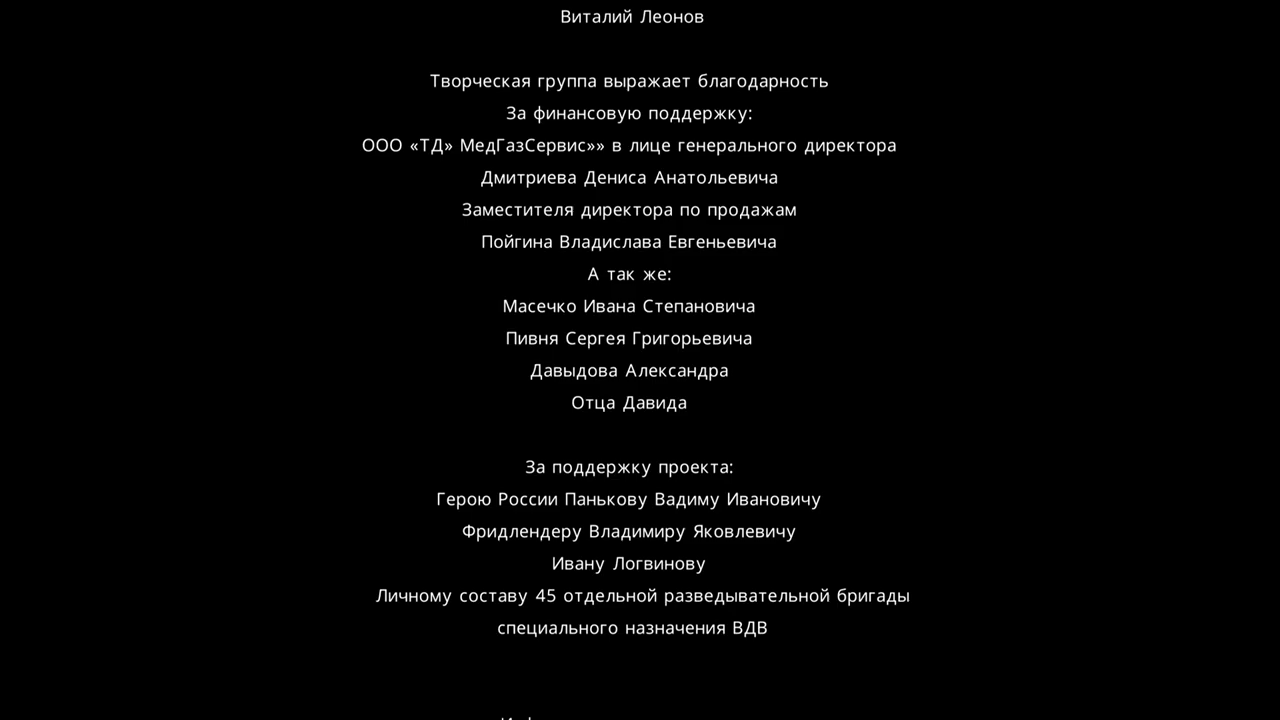 Виталий Леонов
Творческая группа выражает благодарность
За финансовую поддержку:
ООО «ТД» МедГазСервис»» в лице генерального директора
Дмитриева Дениса Анатольевича
Заместителя директора по продажам
Пойгина Владислава Евгеньевича
А так же:
Масечко Ивана Степановича
Пивня Сергея Григорьевича
Давыдова Александра
Отца Давида
За поддержку проекта:
Герою России Панькову Вадиму Ивановичу
Фридлендеру Владимиру Яковлевичу
Ивану Логвинову
Личному составу 45 отдельной разведывательной бригады
специального назначения ВДВ